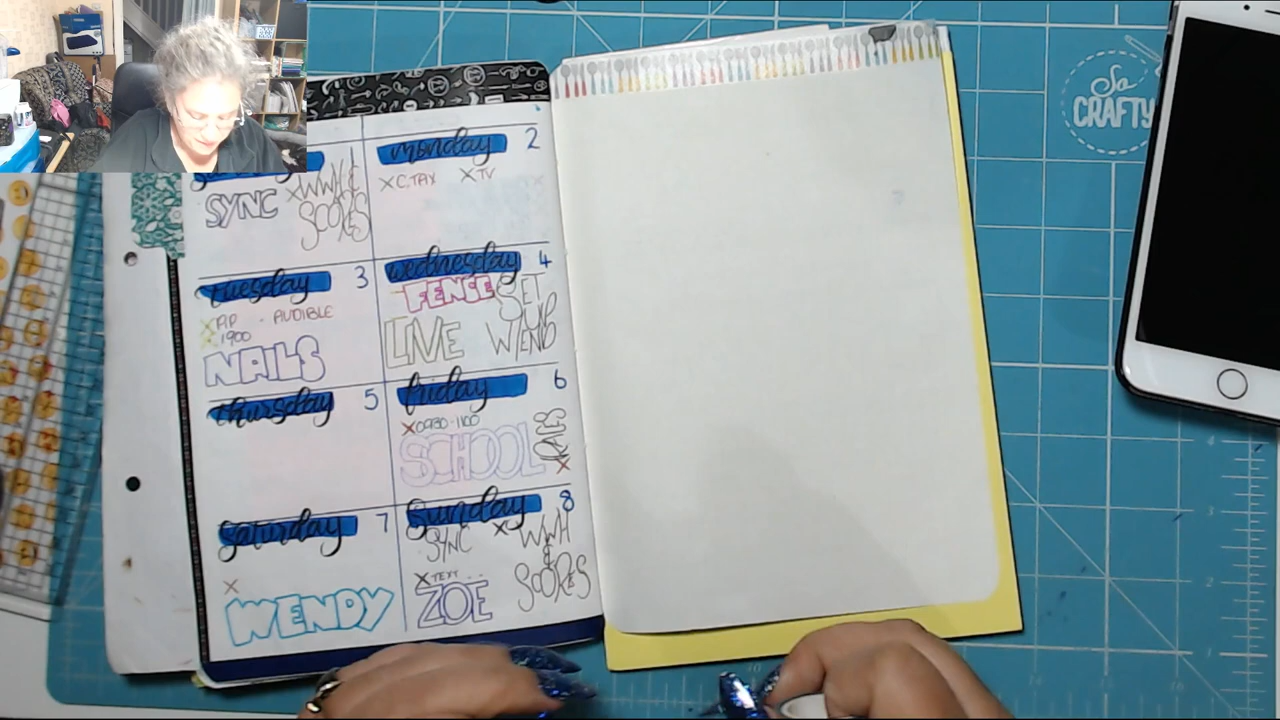 1
SYNC
WWH &
SCORES
monday 2
C.TAX TV
tuesday 3
AP . AUDIBLE
1900
NAILS
wednesday 4
FENCE
SET
UP
W/END
LIVE
thursday 5
friday 6
0930-1100
SCHOOL
saturday 7
WENDY
sunday 8
SYNC
WWH
&
SCORES
TEXT...
ZOE
So
CRAFTY